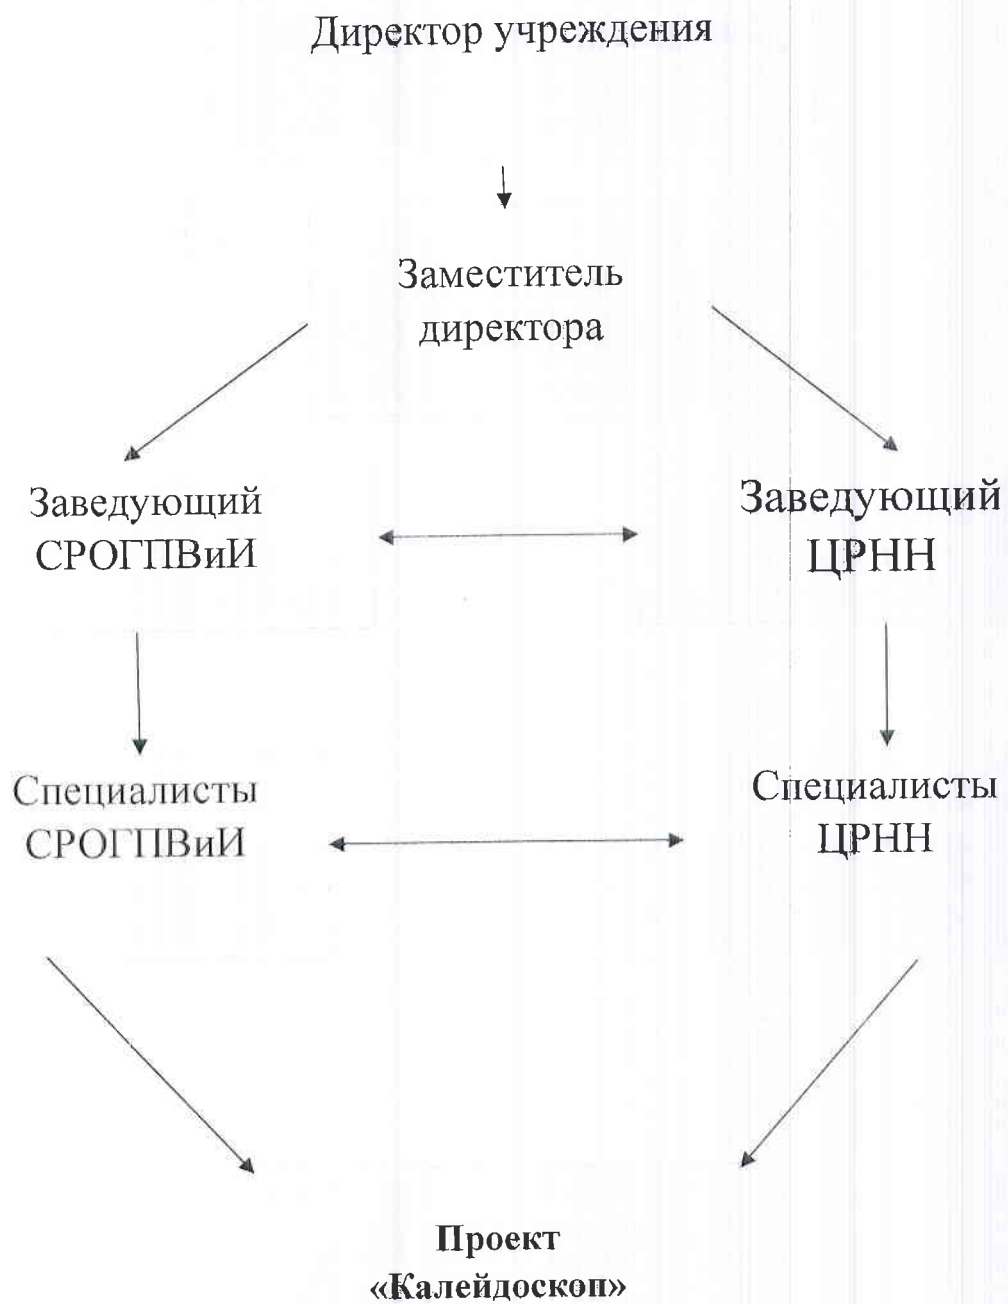 Директор учреждения
Заместитель
директора
Заведующий
СРОГПВиИ
Заведующий
ЦРНН
Специалисты
СРОГПВиИ
Специалисты
ЦРНН
Проект
«Калейдоскоп»